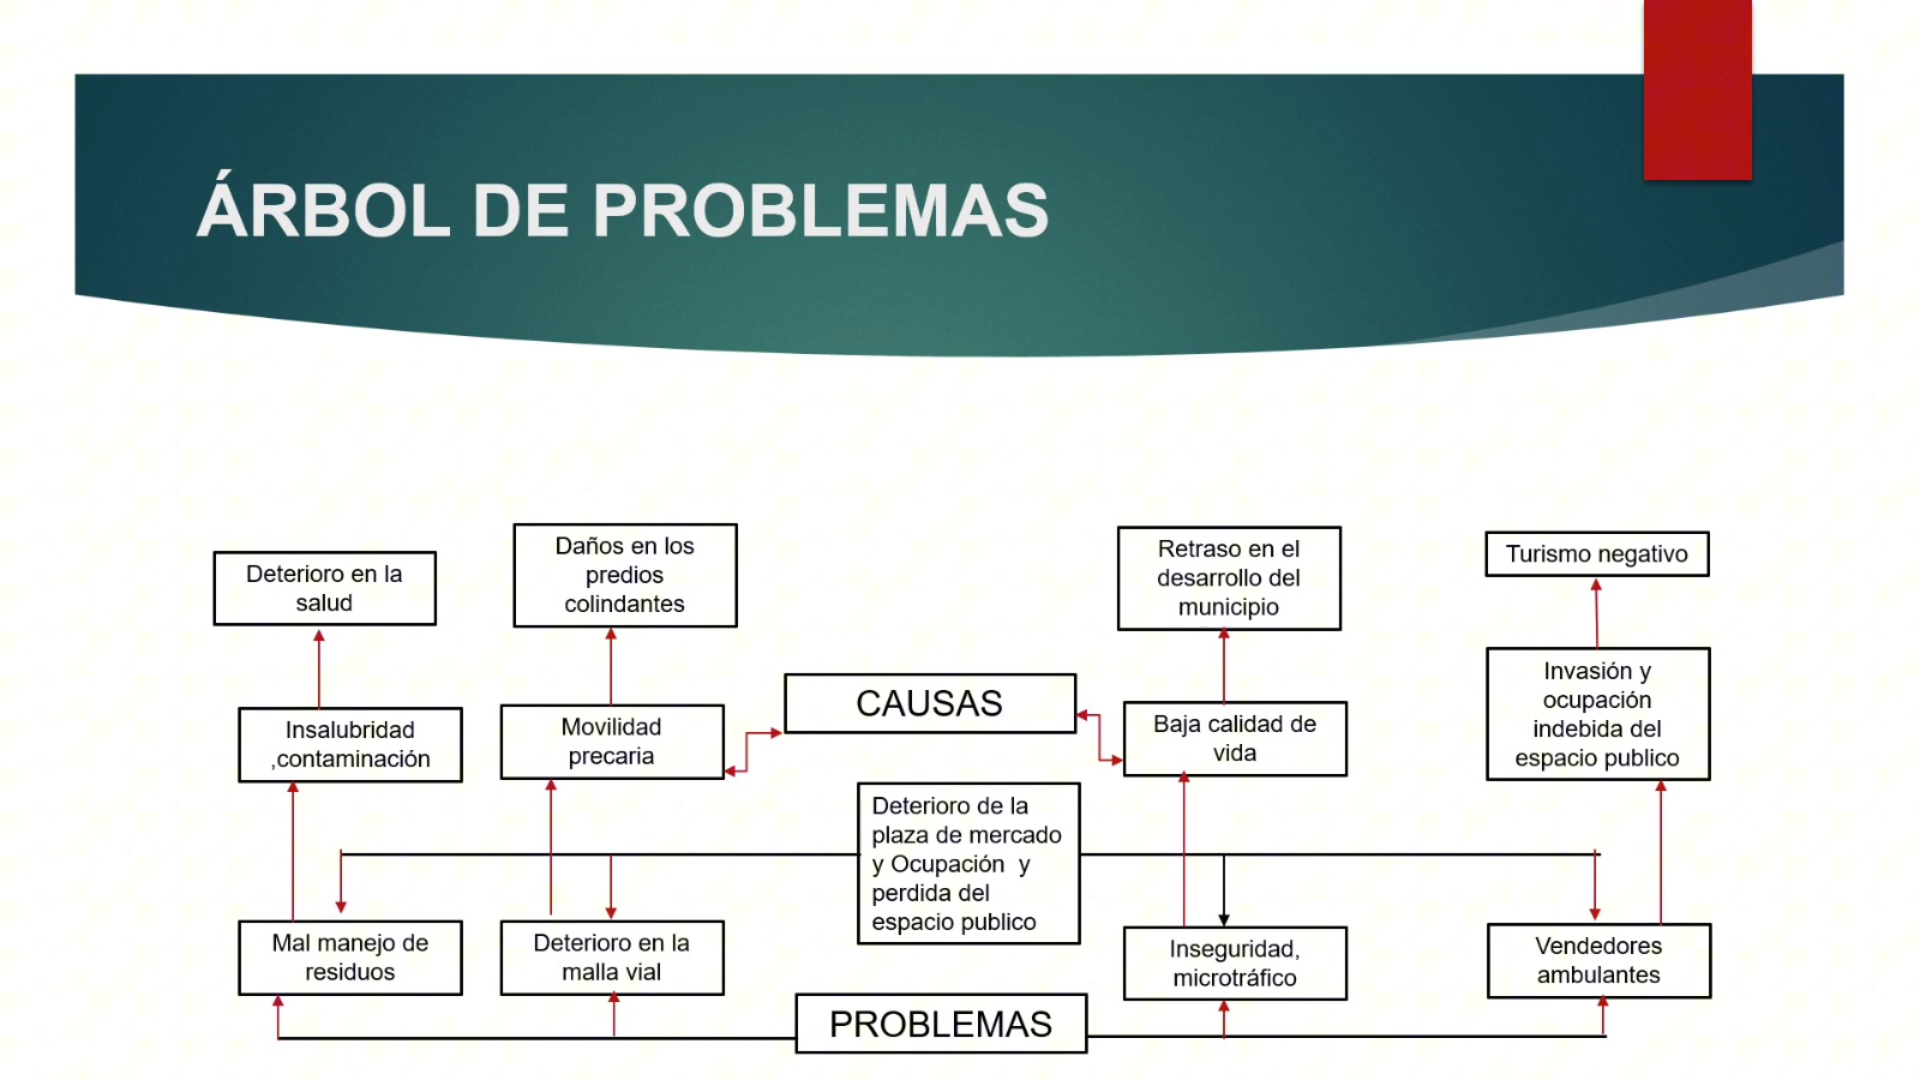 ÁRBOL DE PROBLEMAS
Deterioro en la
salud
Daños en los
predios
colindantes
Retraso en el
desarrollo del
municipio
Turismo negativo
Insalubridad
,contaminación
Movilidad
precaria
CAUSAS
Baja calidad de
vida
Invasión y
ocupación
indebida del
espacio publico
Deterioro de la
plaza de mercado
y Ocupación y
perdida del
espacio publico
Mal manejo de
residuos
Deterioro en la
malla vial
Inseguridad,
microtráfico
Vendedores
ambulantes
PROBLEMAS